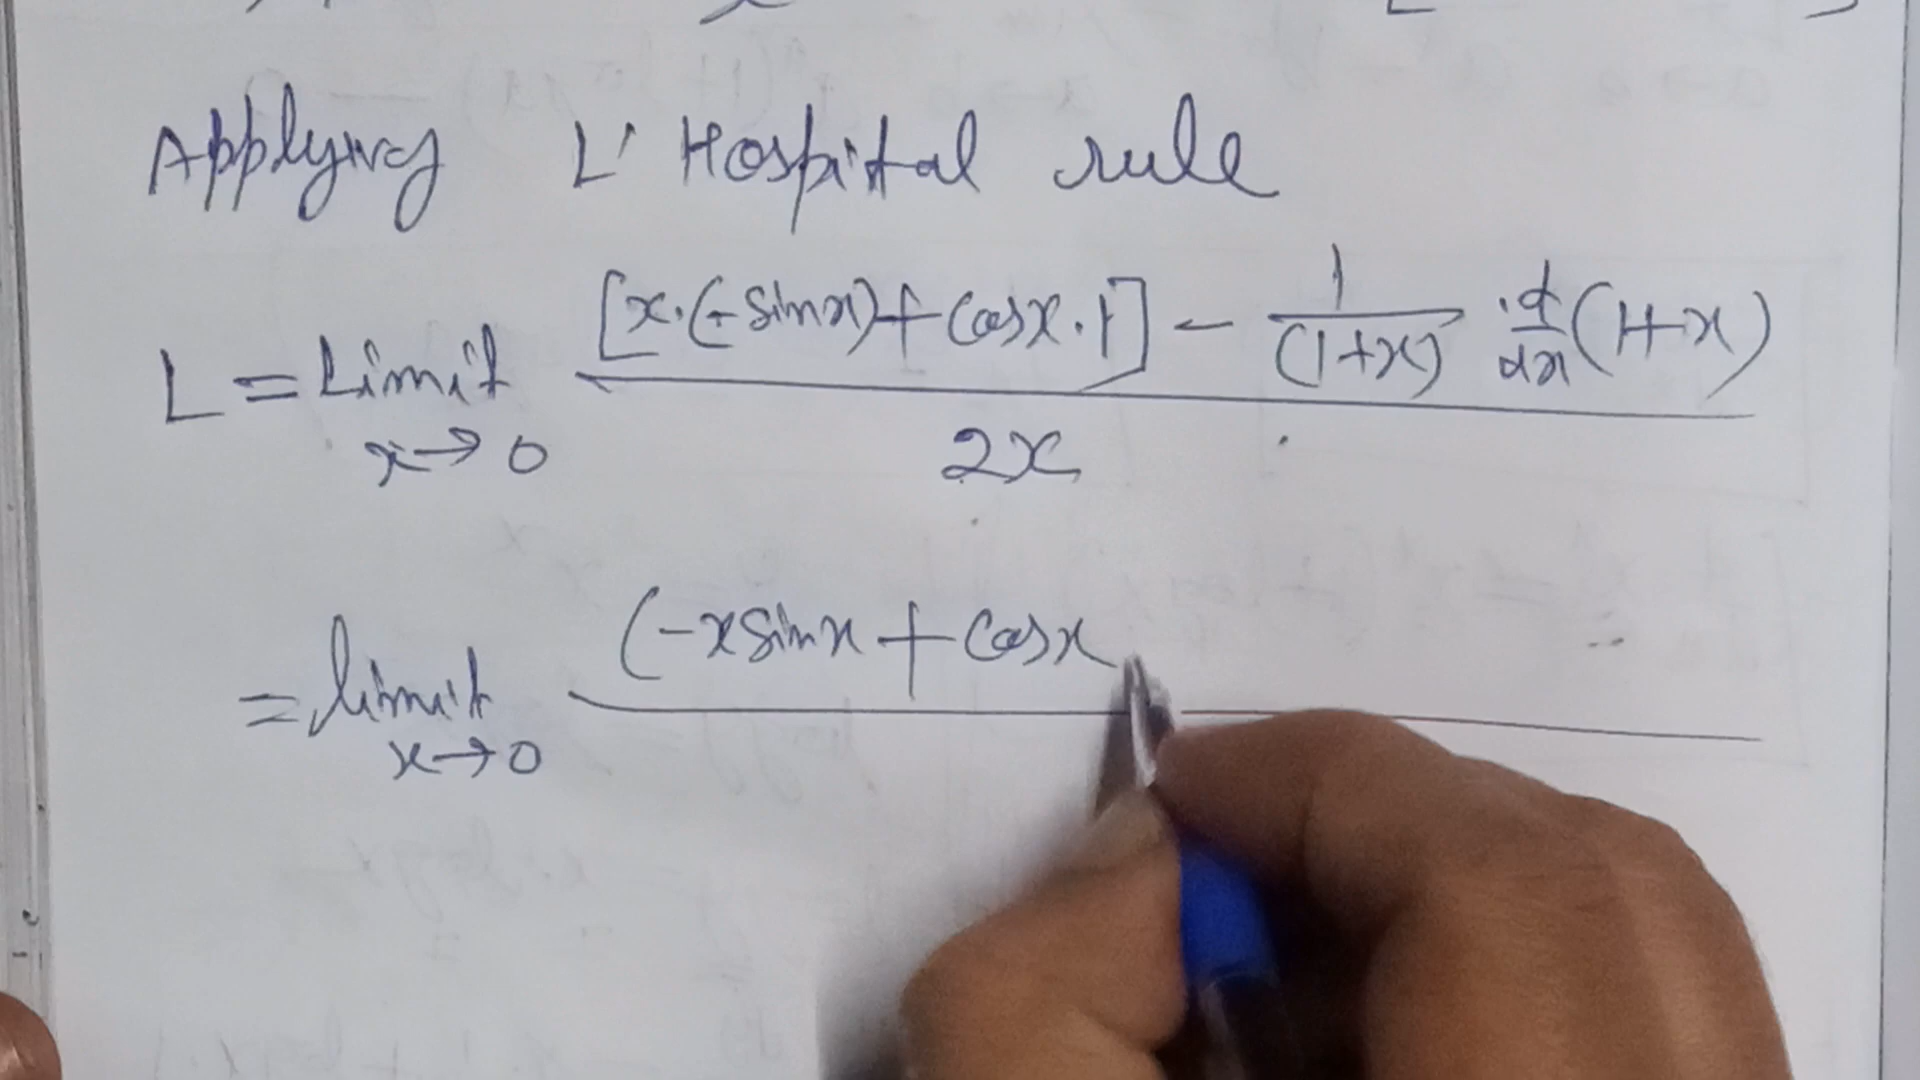 Applying L' Hospital rule
L = Limit x→0 [x.(-sinx)+cosx.1] - 1/(1+x) .d/dx(1+x) / 2x
= limit x→0 (-xsinx + cosx